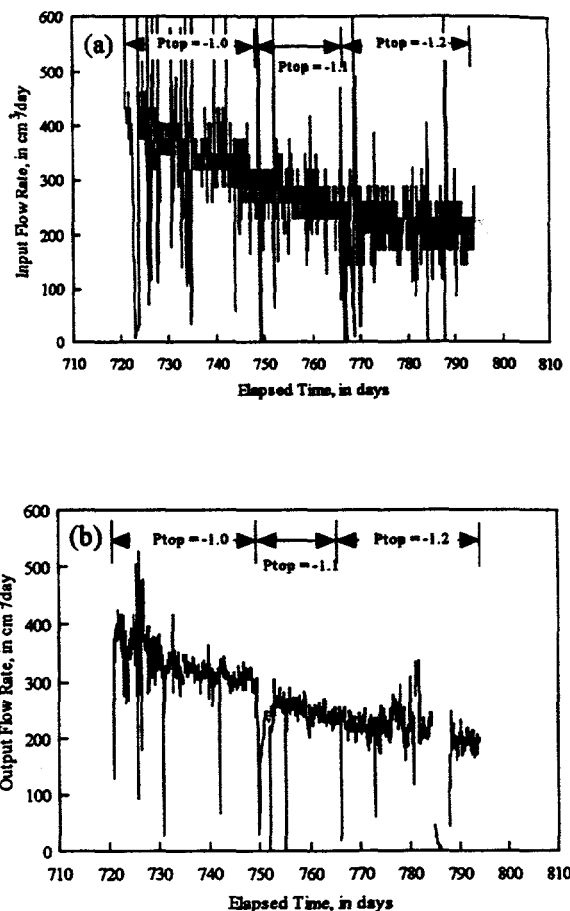 600
(a)
Ptop = -1.0
Ptop = -1.1
Ptop = -1.2
500
400
300
200
100
0
Input Flow Rate, in cm³/day
710 720 730 740 750 760 770 780 790 800 810
Elapsed Time, in days
600
(b)
Ptop = -1.0
Ptop = -1.1
Ptop = -1.2
500
400
300
200
100
0
Output Flow Rate, in cm³/day
710 720 730 740 750 760 770 780 790 800 810
Elapsed Time, in days